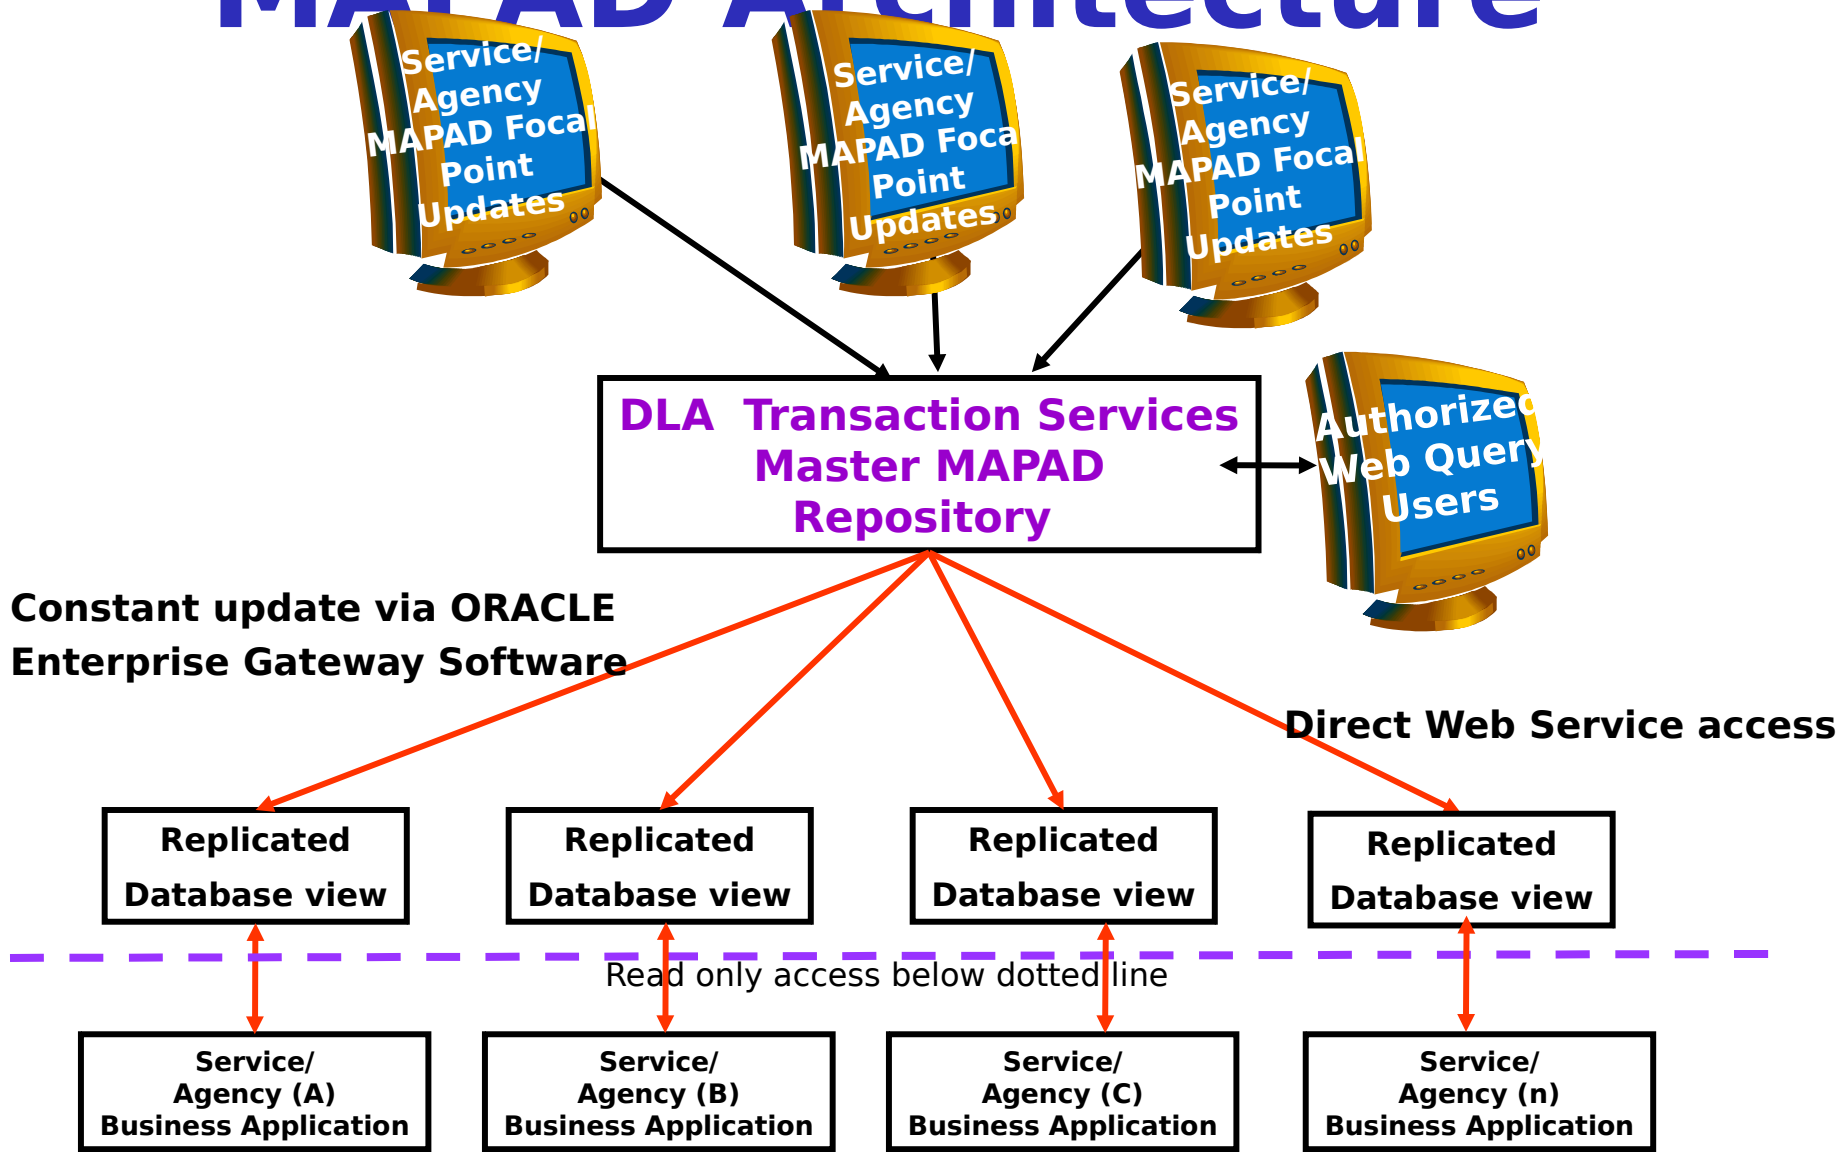 MAPAD Architecture
Service/
Agency
MAPAD Focal
Point
Updates
Service/
Agency
MAPAD Foca
Point
Updates
Service/
Agency
MAPAD Focal
Point
Updates
DLA  Transaction Services
Master MAPAD
Repository
Authorized
Web Query
Users
Constant update via ORACLE
Enterprise Gateway Software
Direct Web Service access
Replicated
Database view
Replicated
Database view
Replicated
Database view
Replicated
Database view
Read only access below dotted line
Service/
Agency (A)
Business Application
Service/
Agency (B)
Business Application
Service/
Agency (C)
Business Application
Service/
Agency (n)
Business Application